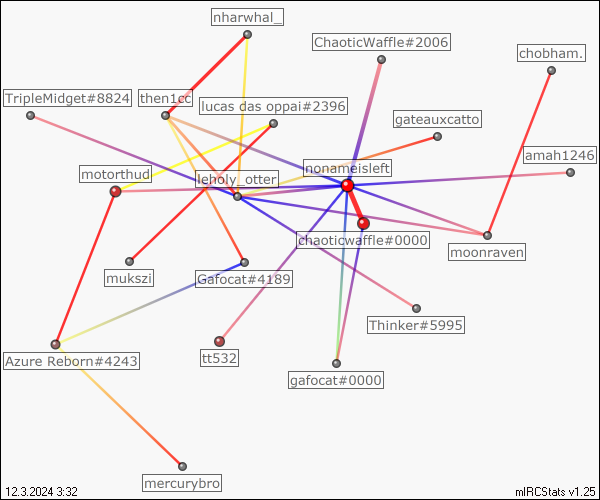 nharwhal_
ChaoticWaffle#2006
chobham.
TripleMidget#8824
then1cc
lucas das oppai#2396
gateauxcatto
amah1246
motorthud
leholy_otter
nonameisleft
chaoticwaffle#0000
moonraven
mukszi
Gafocat#4189
Thinker#5995
Azure Reborn#4243
tt532
gafocat#0000
mercurybro
12.3.2024 3:32
mIRCStats v1.25